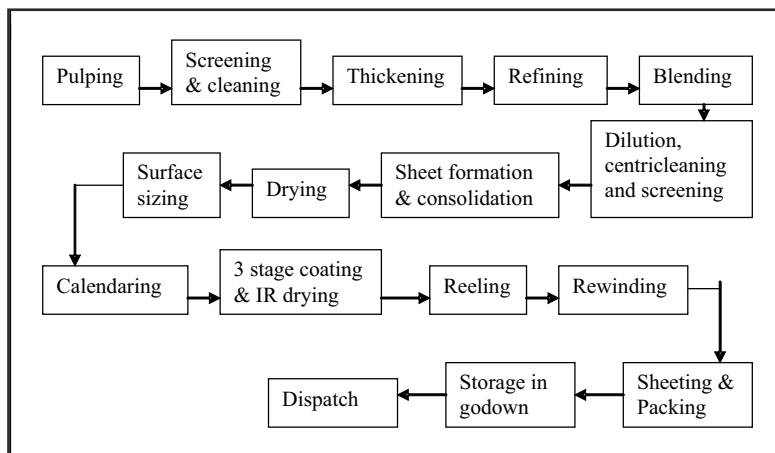 Pulping
Screening
& cleaning
Thickening
Refining
Blending
Dilution,
centricleaning
and screening
Sheet formation
& consolidation
Drying
Surface
sizing
Calendaring
3 stage coating
& IR drying
Reeling
Rewinding
Sheeting &
Packing
Storage in
godown
Dispatch